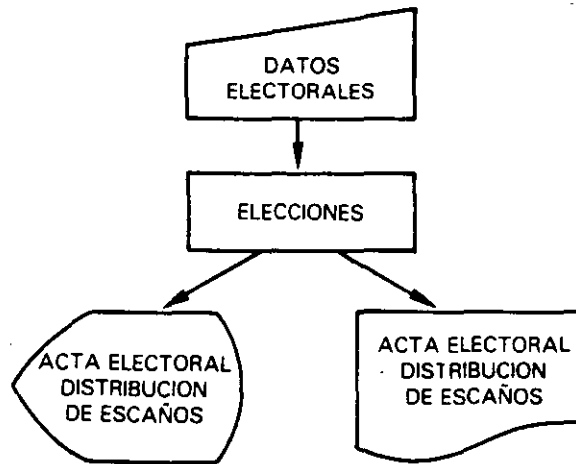 DATOS
ELECTORALES
ELECCIONES
ACTA ELECTORAL
DISTRIBUCION
DE ESCAÑOS
ACTA ELECTORAL
DISTRIBUCION
DE ESCAÑOS